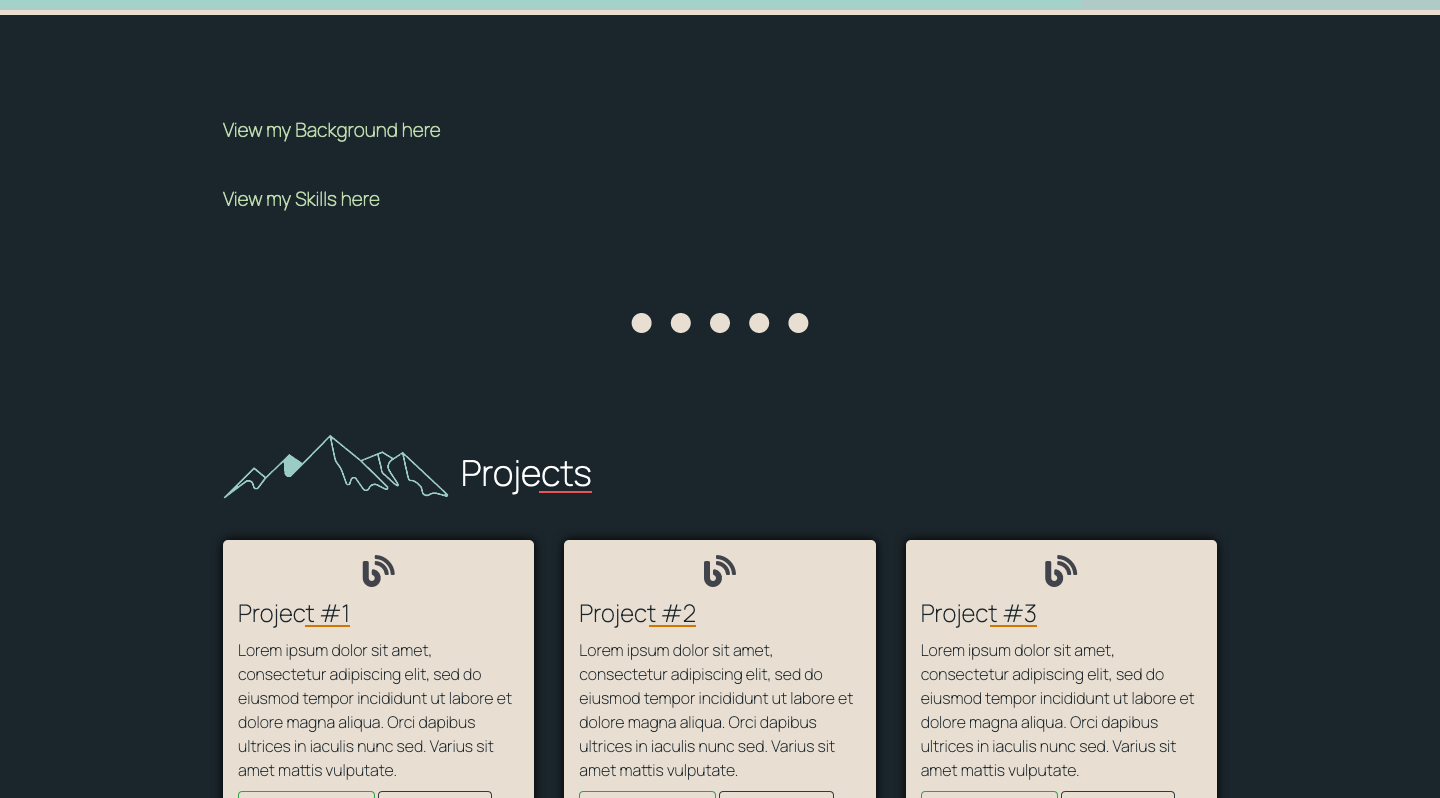 View my Background here
View my Skills here
Projects
Project #1
Lorem ipsum dolor sit amet,
consectetur adipiscing elit, sed do
eiusmod tempor incididunt ut labore et
dolore magna aliqua. Orci dapibus
ultrices in iaculis nunc sed. Varius sit
amet mattis vulputate.
Project #2
Lorem ipsum dolor sit amet,
consectetur adipiscing elit, sed do
eiusmod tempor incididunt ut labore et
dolore magna aliqua. Orci dapibus
ultrices in iaculis nunc sed. Varius sit
amet mattis vulputate.
Project #3
Lorem ipsum dolor sit amet,
consectetur adipiscing elit, sed do
eiusmod tempor incididunt ut labore et
dolore magna aliqua. Orci dapibus
ultrices in iaculis nunc sed. Varius sit
amet mattis vulputate.